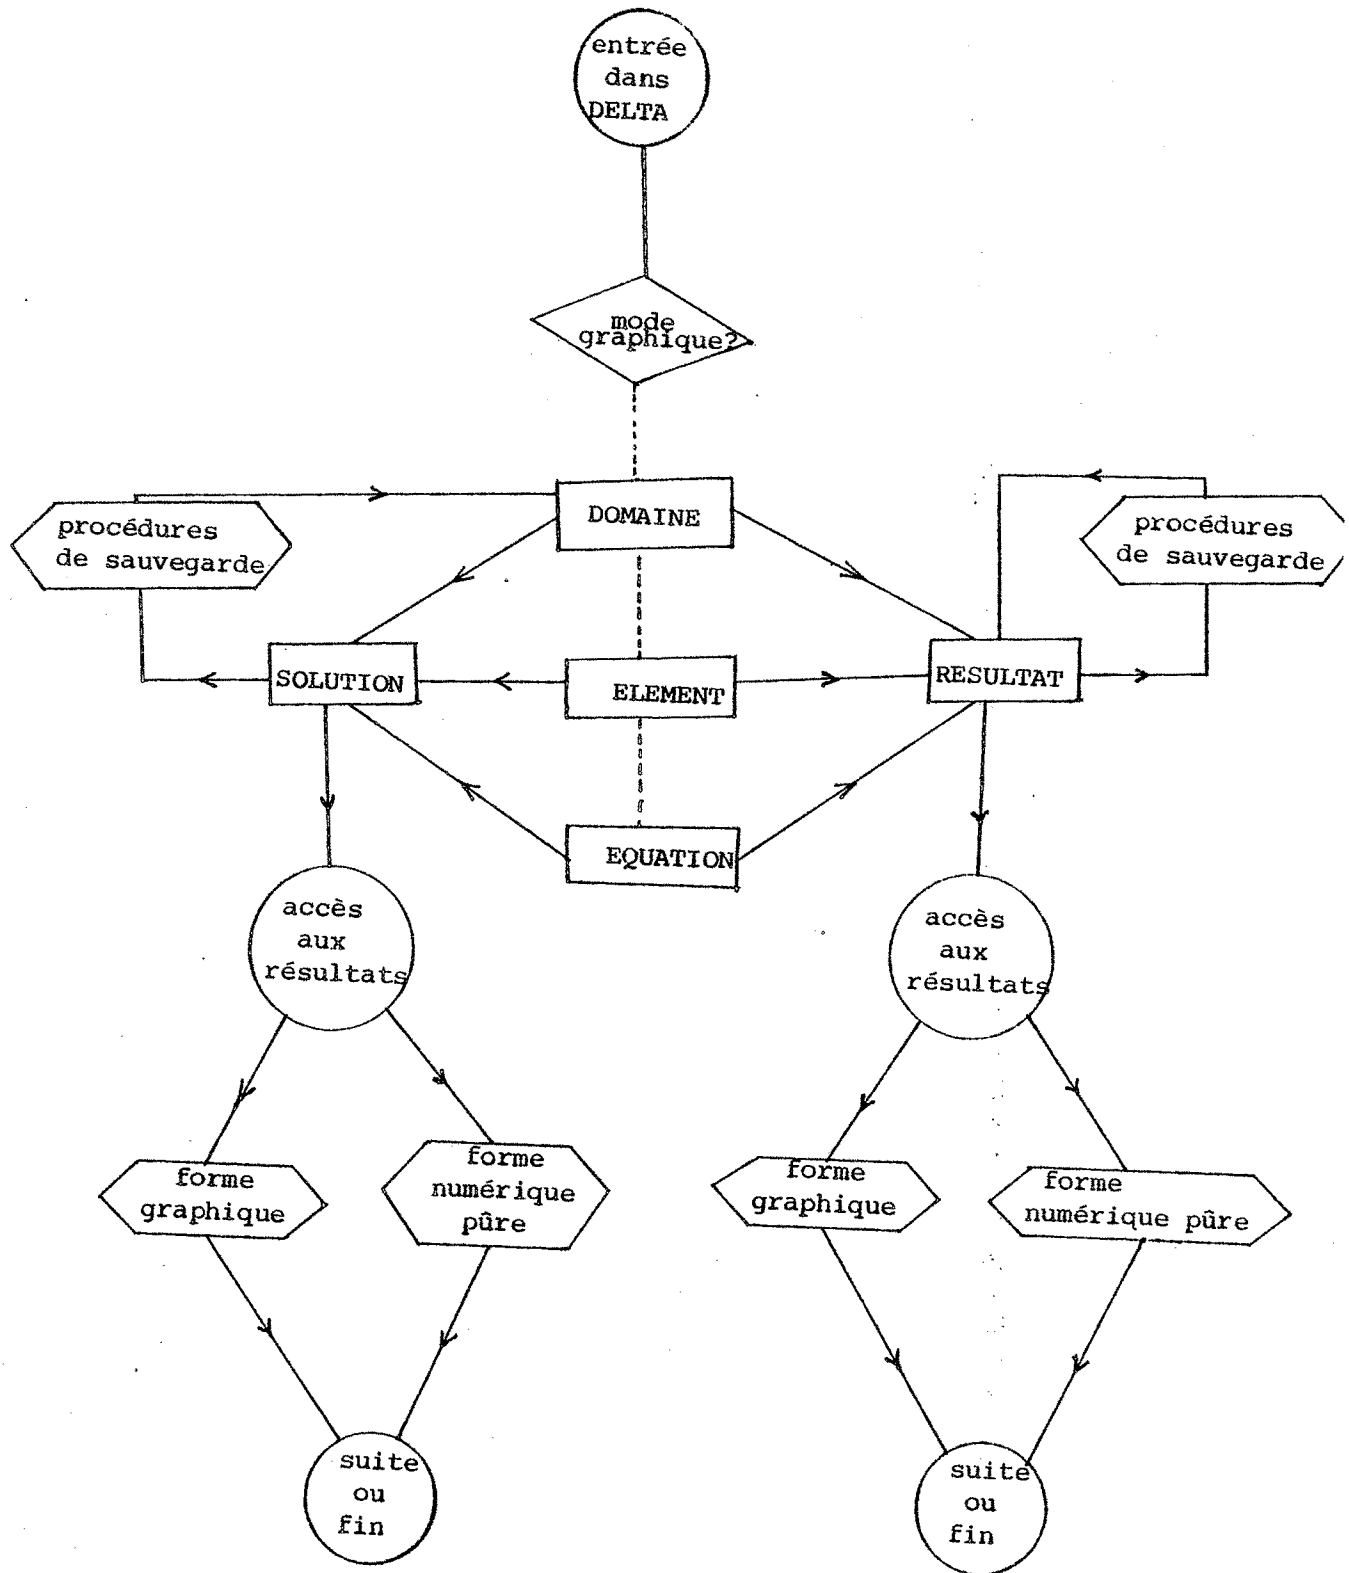 entrée
dans
DELTA
mode
graphique?
DOMAINE
procédures
de sauvegarde
procédures
de sauvegarde
SOLUTION
ELEMENT
RESULTAT
EQUATION
accès
aux
résultats
accès
aux
résultats
forme
graphique
forme
numérique
pûre
forme
graphique
forme
numérique pûre
suite
ou
fin
suite
ou
fin